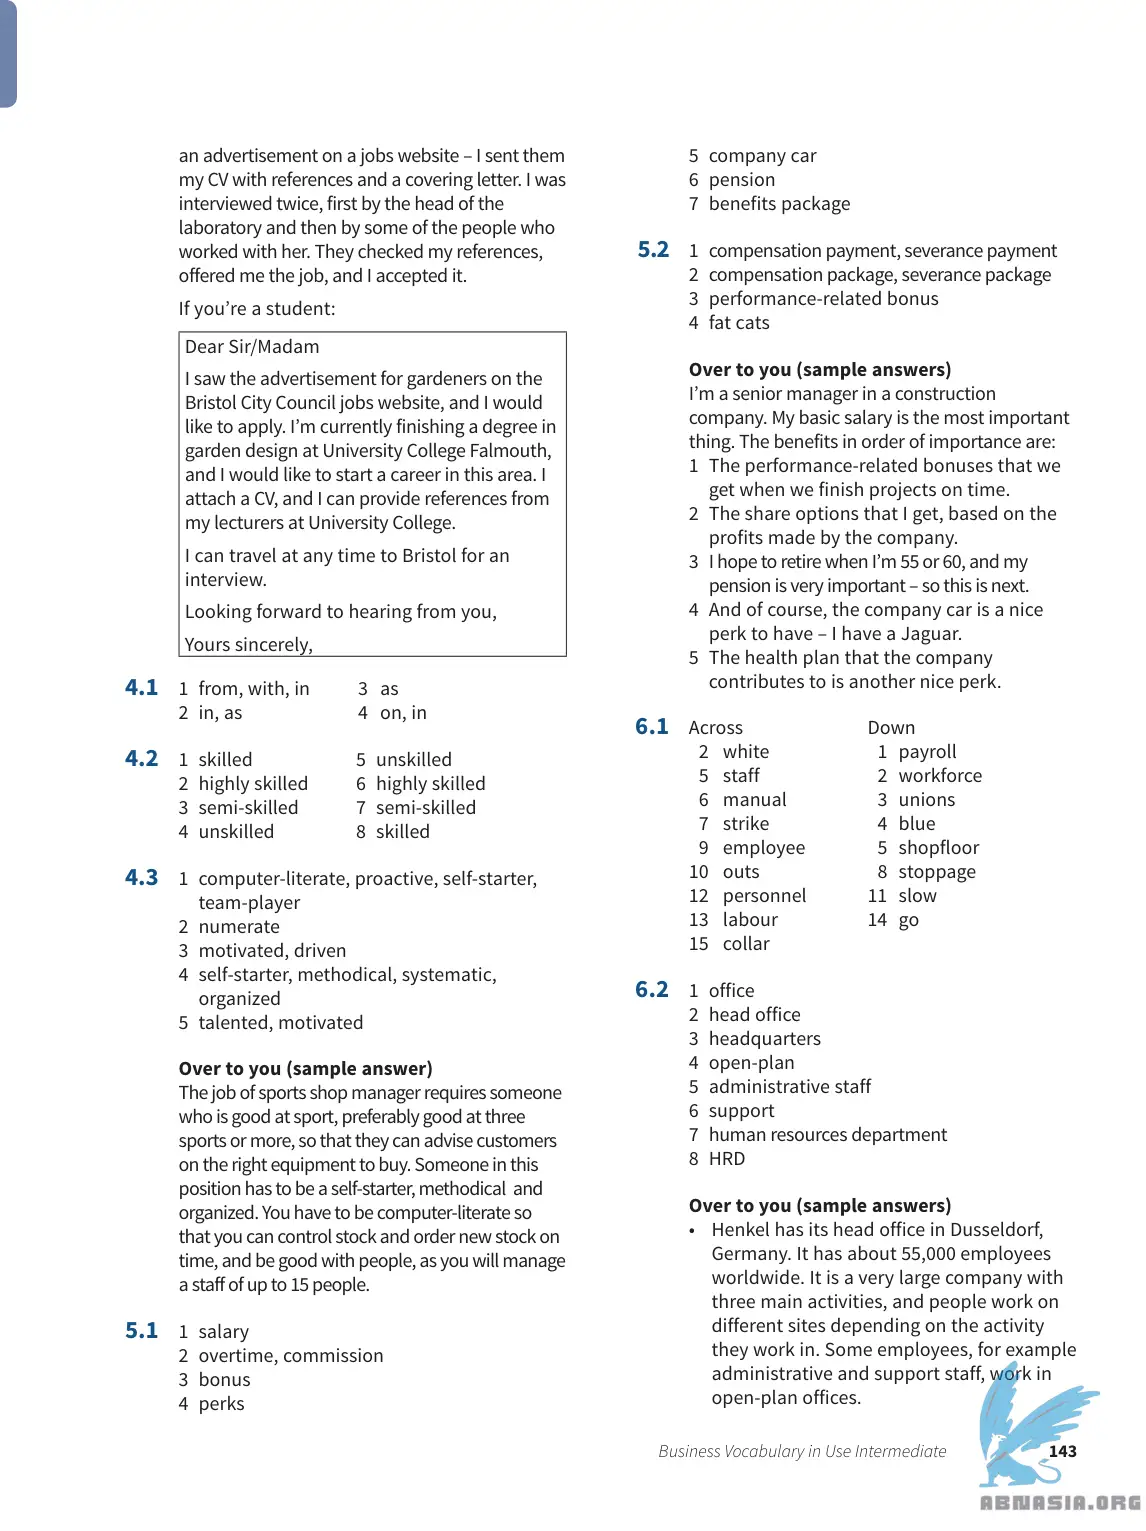 an advertisement on a jobs website – I sent them
my CV with references and a covering letter. I was
interviewed twice, first by the head of the
laboratory and then by some of the people who
worked with her. They checked my references,
offered me the job, and I accepted it.
If you’re a student:
Dear Sir/Madam
I saw the advertisement for gardeners on the
Bristol City Council jobs website, and I would
like to apply. I’m currently finishing a degree in
garden design at University College Falmouth,
and I would like to start a career in this area. I
attach a CV, and I can provide references from
my lecturers at University College.
I can travel at any time to Bristol for an
interview.
Looking forward to hearing from you,
Yours sincerely,
4.1 1 from, with, in 3 as
2 in, as 4 on, in
4.2 1 skilled 5 unskilled
2 highly skilled 6 highly skilled
3 semi-skilled 7 semi-skilled
4 unskilled 8 skilled
4.3 1 computer-literate, proactive, self-starter,
team-player
2 numerate
3 motivated, driven
4 self-starter, methodical, systematic,
organized
5 talented, motivated
Over to you (sample answer)
The job of sports shop manager requires someone
who is good at sport, preferably good at three
sports or more, so that they can advise customers
on the right equipment to buy. Someone in this
position has to be a self-starter, methodical and
organized. You have to be computer-literate so
that you can control stock and order new stock on
time, and be good with people, as you will manage
a staff of up to 15 people.
5.1 1 salary
2 overtime, commission
3 bonus
4 perks
5 company car
6 pension
7 benefits package
5.2 1 compensation payment, severance payment
2 compensation package, severance package
3 performance-related bonus
4 fat cats
Over to you (sample answers)
I’m a senior manager in a construction
company. My basic salary is the most important
thing. The benefits in order of importance are:
1 The performance-related bonuses that we
get when we finish projects on time.
2 The share options that I get, based on the
profits made by the company.
3 I hope to retire when I’m 55 or 60, and my
pension is very important – so this is next.
4 And of course, the company car is a nice
perk to have – I have a Jaguar.
5 The health plan that the company
contributes to is another nice perk.
6.1 Across Down
2 white 1 payroll
5 staff 2 workforce
6 manual 3 unions
7 strike 4 blue
9 employee 5 shopfloor
10 outs 8 stoppage
12 personnel 11 slow
13 labour 14 go
15 collar
6.2 1 office
2 head office
3 headquarters
4 open-plan
5 administrative staff
6 support
7 human resources department
8 HRD
Over to you (sample answers)
• Henkel has its head office in Dusseldorf,
Germany. It has about 55,000 employees
worldwide. It is a very large company with
three main activities, and people work on
different sites depending on the activity
they work in. Some employees, for example
administrative and support staff, work in
open-plan offices.
Business Vocabulary in Use Intermediate 143
ABNASIA.ORG